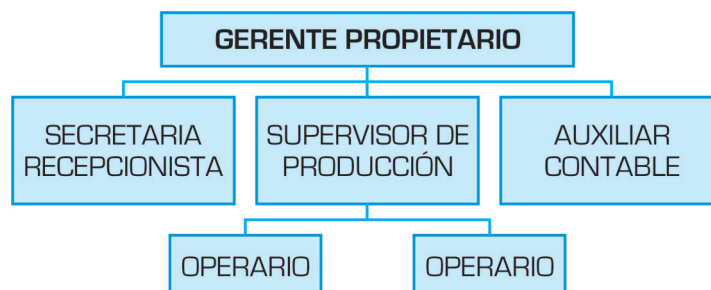 GERENTE PROPIETARIO
SECRETARIA
RECEPCIONISTA
SUPERVISOR DE
PRODUCCIÓN
AUXILIAR
CONTABLE
OPERARIO
OPERARIO